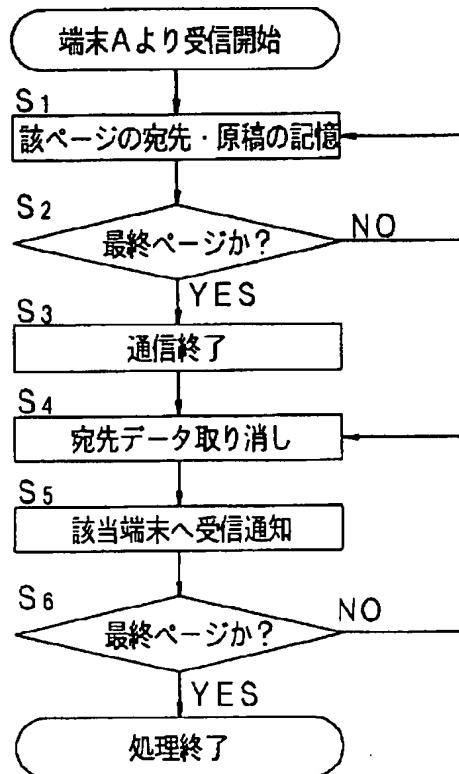 端末Aより受信開始
S1
該ページの宛先・原稿の記憶
S2
最終ページか?
NO
YES
S3
通信終了
S4
宛先データ取り消し
S5
該当端末へ受信通知
S6
最終ページか?
NO
YES
処理終了